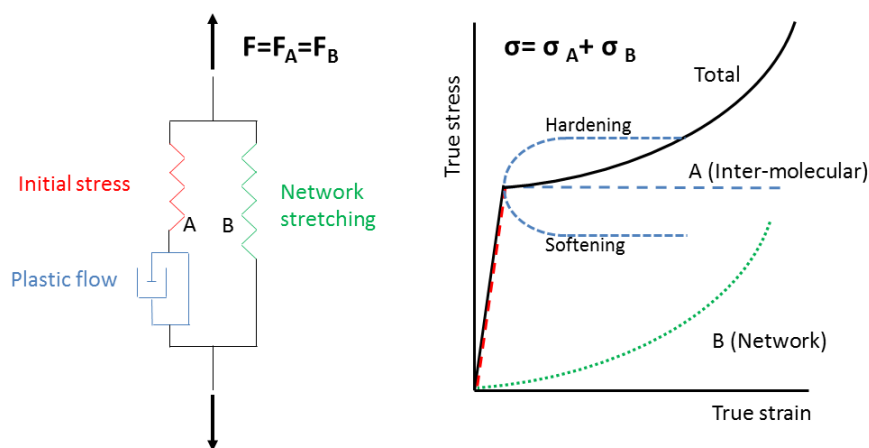 F=F_A=F_B
Initial stress
A
B
Network
stretching
Plastic flow
σ= σ_A+ σ_B
True stress
Total
Hardening
A (Inter-molecular)
Softening
B (Network)
True strain